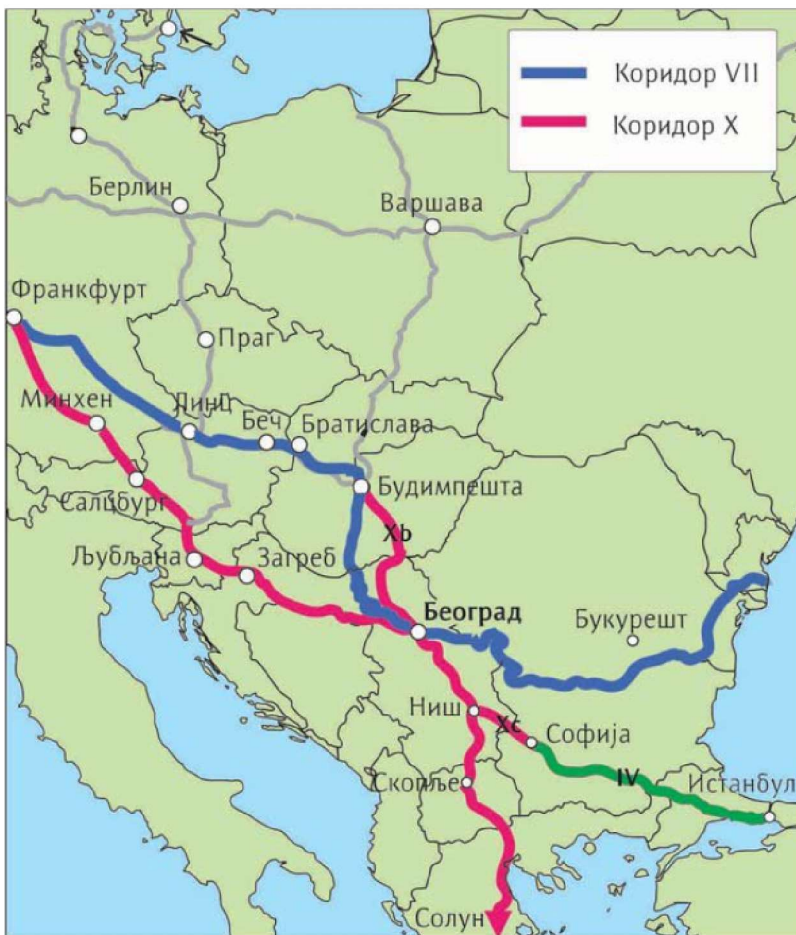 Коридор VII
Коридор X
Берлин
Варшава
Франкфурт
Праг
Минхен
Линц
Беч
Братислава
Салцбург
Будимпешта
Xb
Љубљана
Загреб
Београд
Букурешт
Ниш
Xc
Софија
Скопље
IV
Истанбул
Солун